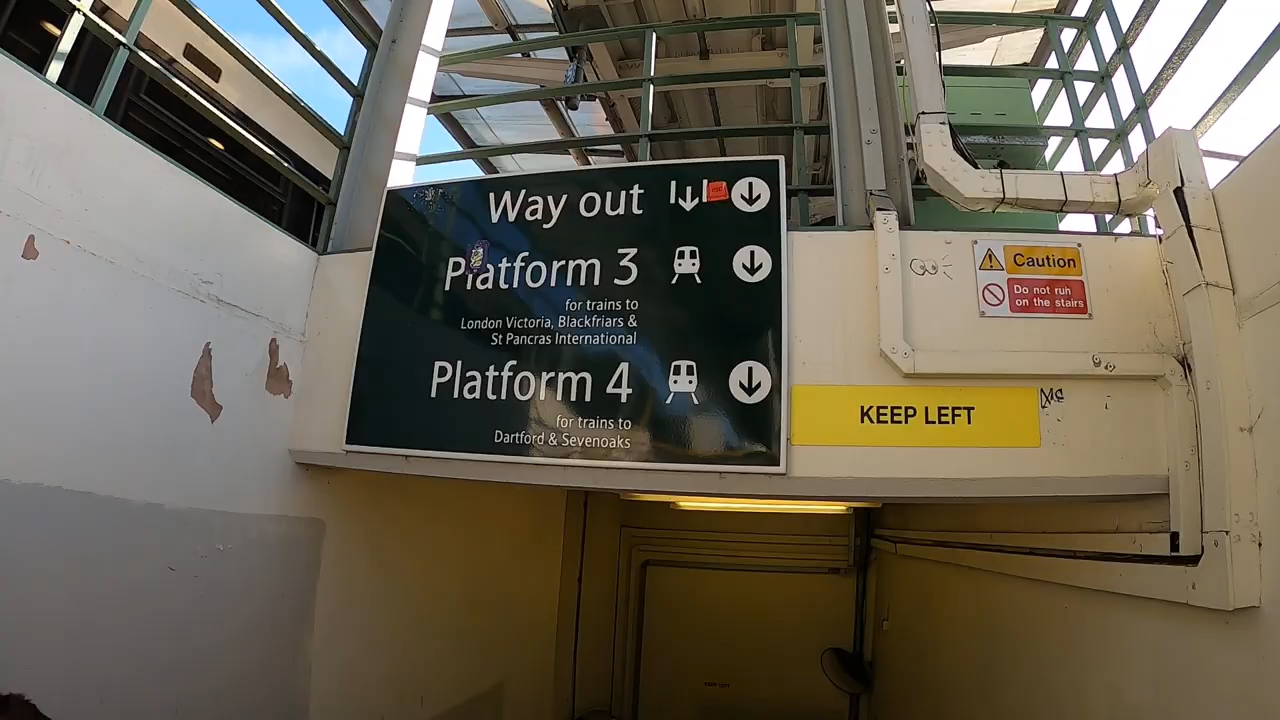 Way out
Platform 3
for trains to
London Victoria, Blackfriars &
St Pancras International
Platform 4
for trains to
Dartford & Sevenoaks
Caution
Do not run
on the stairs
KEEP LEFT